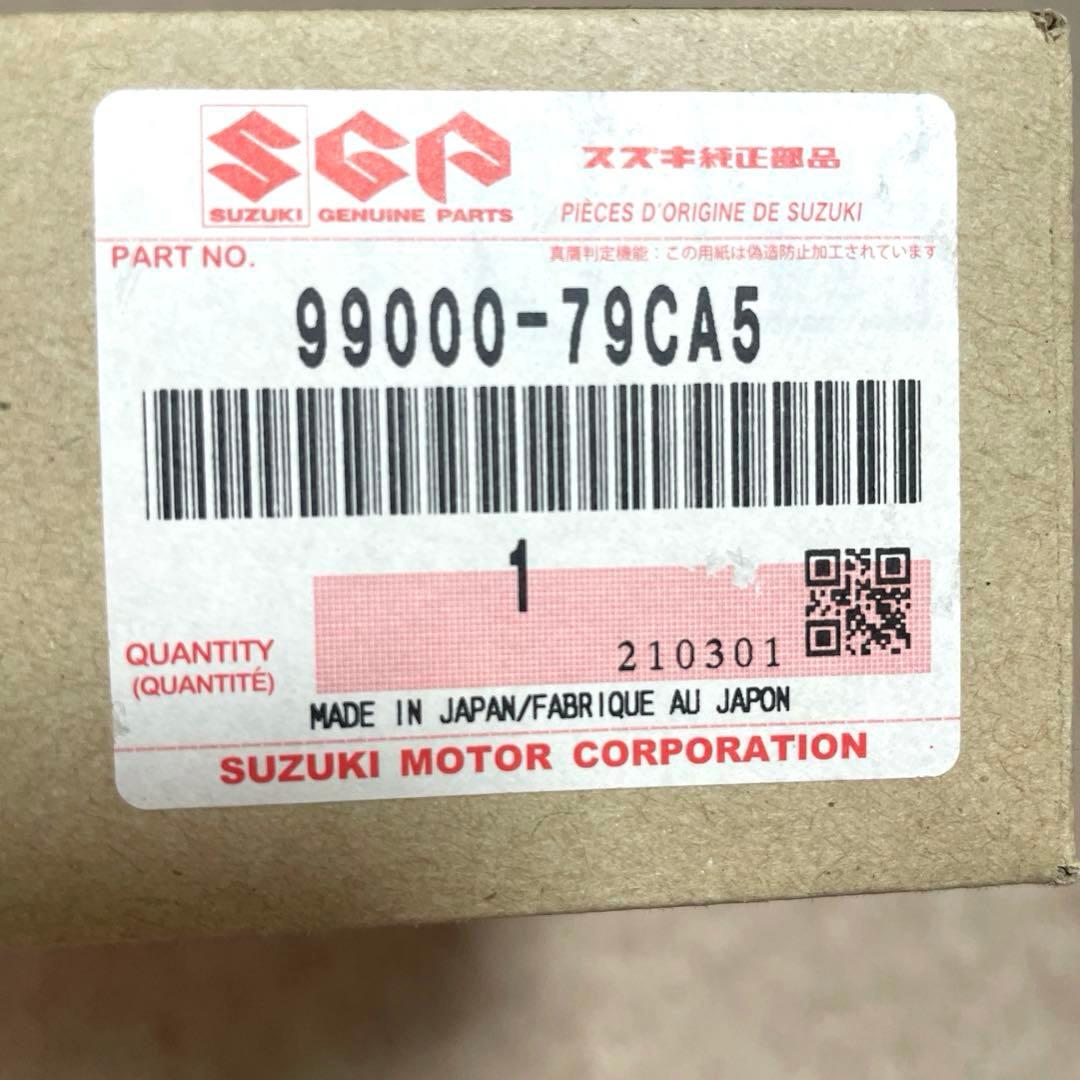 SGP スズキ純正部品
SUZUKI GENUINE PARTS PIÈCES D'ORIGINE DE SUZUKI
PART NO. 真贋判定機能：この用紙は偽造防止加工されています
99000-79CA5
1
210301
QUANTITY
(QUANTITÉ)
MADE IN JAPAN/FABRIQUE AU JAPON
SUZUKI MOTOR CORPORATION